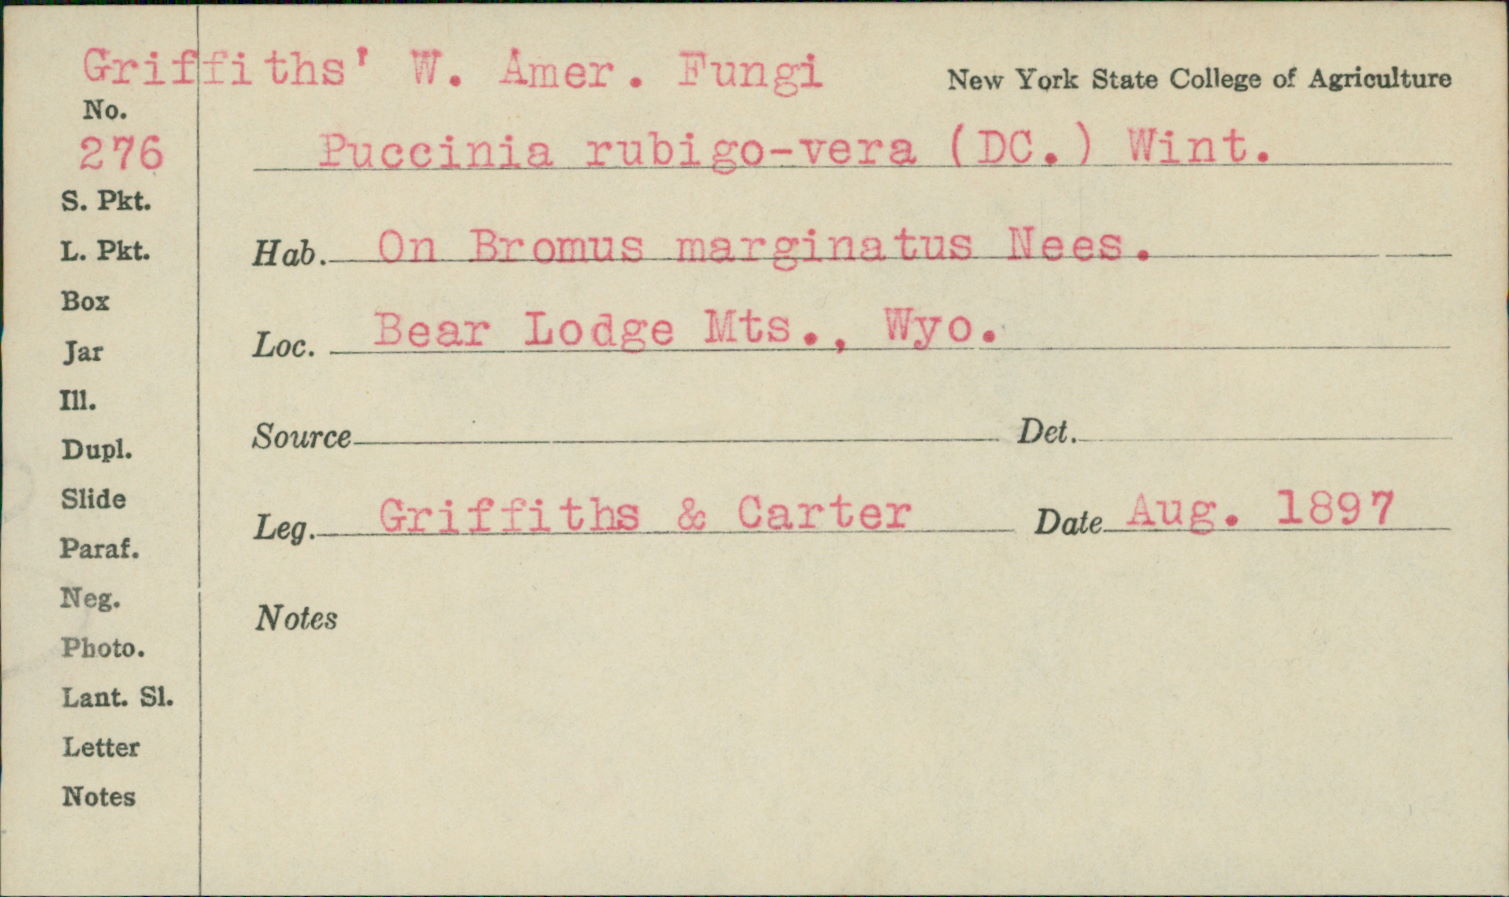 Griffiths' W. Amer. Fungi
New York State College of Agriculture
No.
276
Puccinia rubigo-vera (DC.) Wint.
S. Pkt.
L. Pkt.
Hab. On Bromus marginatus Nees.
Box
Loc. Bear Lodge Mts., Wyo.
Jar
Ill.
Source Det.
Dupl.
Slide
Leg. Griffiths & Carter Date Aug. 1897
Paraf.
Neg.
Notes
Photo.
Lant. Sl.
Letter
Notes